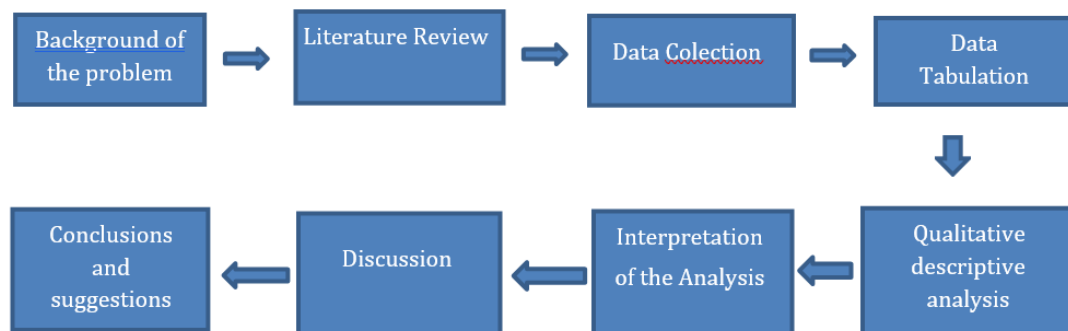 Background of
the problem
Literature Review
Data Colection
Data
Tabulation
Qualitative
descriptive
analysis
Interpretation
of the Analysis
Discussion
Conclusions
and
suggestions